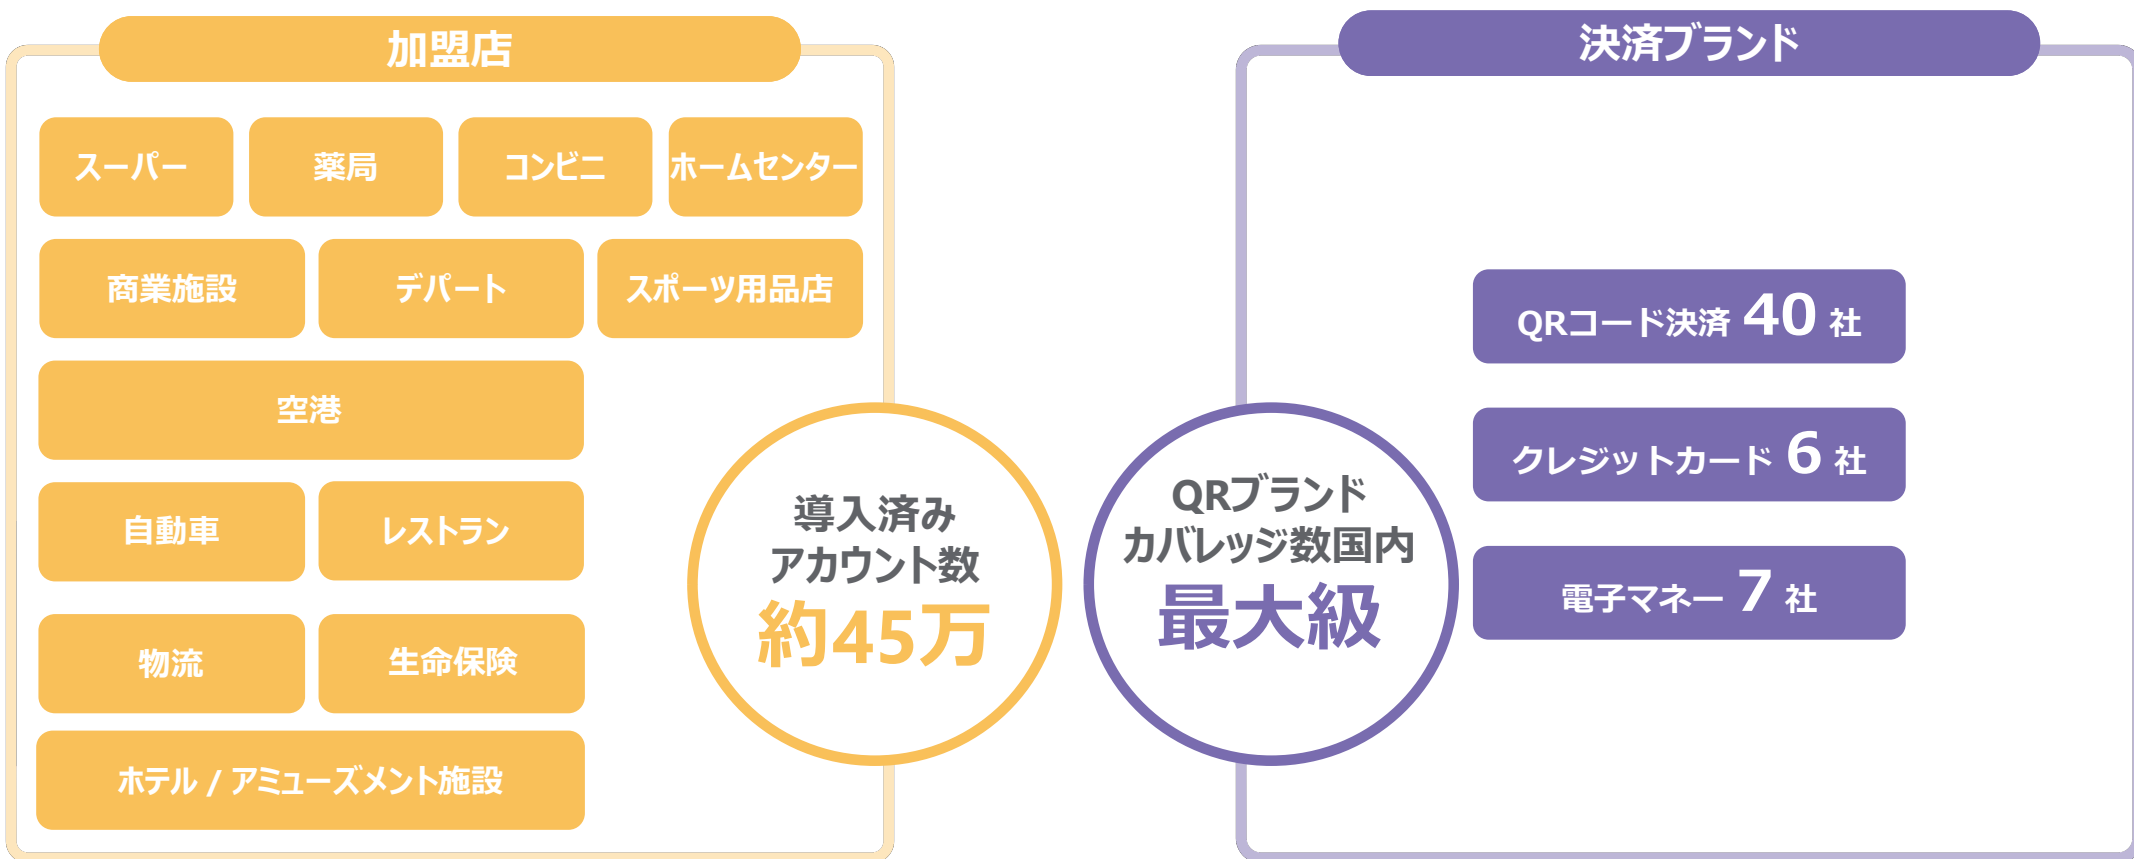 加盟店
スーパー
薬局
コンビニ
ホームセンター
商業施設
デパート
スポーツ用品店
空港
自動車
レストラン
物流
生命保険
ホテル / アミューズメント施設
導入済み
アカウント数
約45万
決済ブランド
QRブランド
カバレッジ数国内
最大級
QRコード決済 40 社
クレジットカード 6 社
電子マネー 7 社